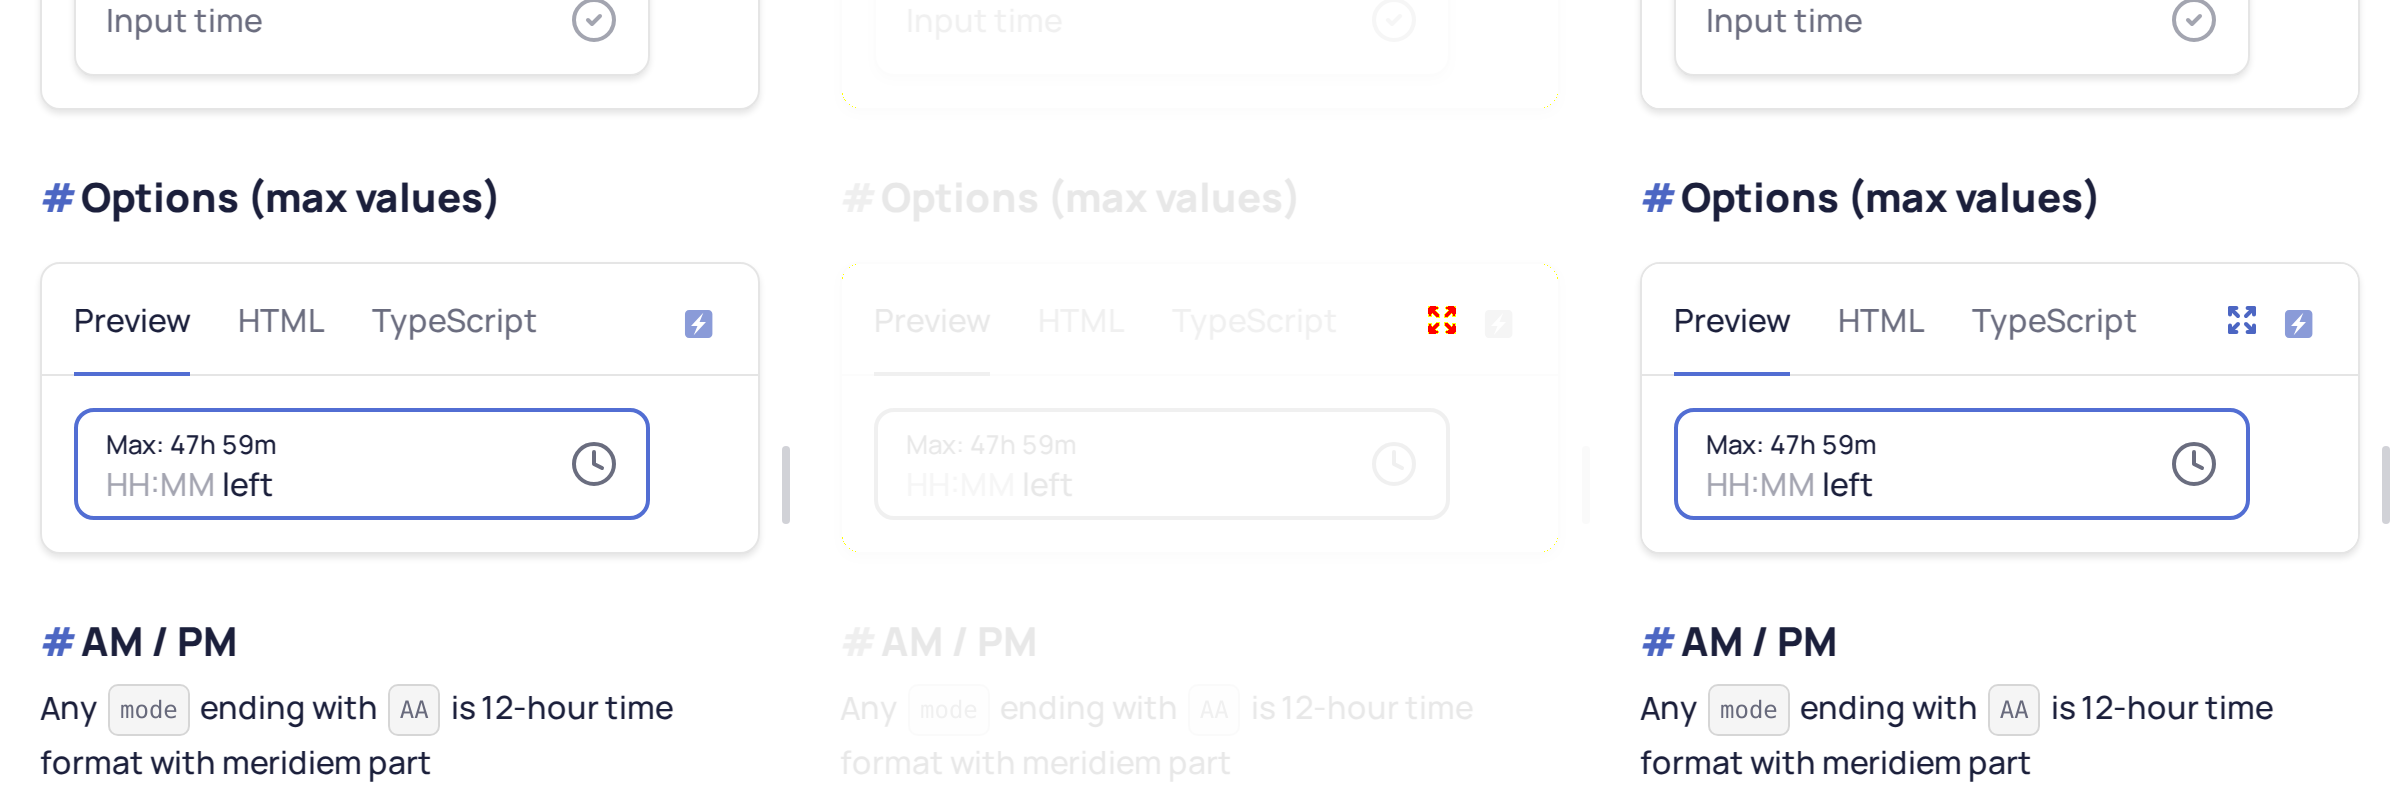 Input time
# Options (max values)
Preview HTML TypeScript
Max: 47h 59m
HH:MM left
# AM / PM
Any mode ending with AA is 12-hour time
format with meridiem part
Input time
# Options (max values)
Preview HTML TypeScript
Max: 47h 59m
HH:MM left
# AM / PM
Any mode ending with AA is 12-hour time
format with meridiem part
Input time
# Options (max values)
Preview HTML TypeScript
Max: 47h 59m
HH:MM left
# AM / PM
Any mode ending with AA is 12-hour time
format with meridiem part